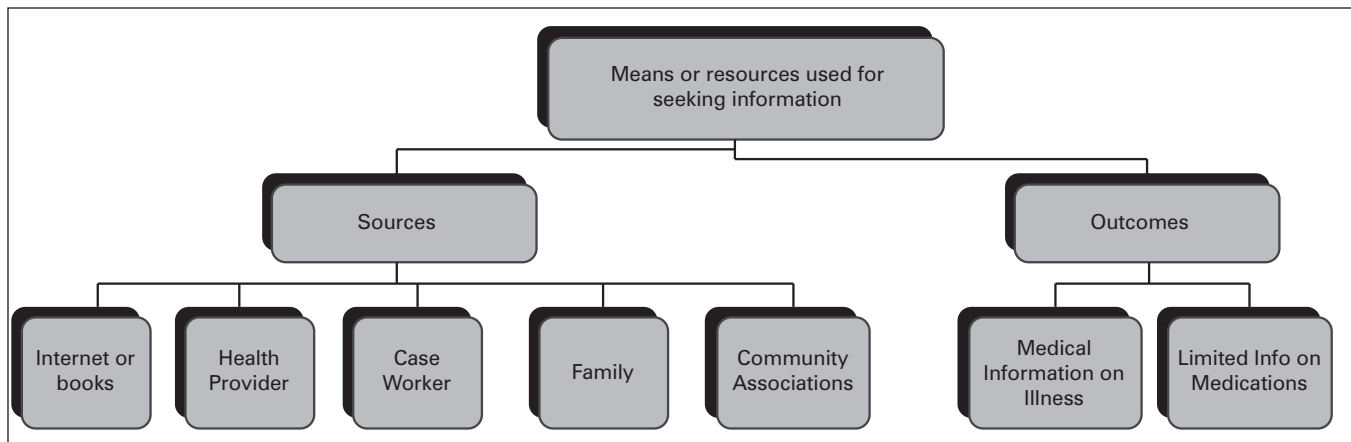 Means or resources used for
seeking information
Sources
Outcomes
Internet or
books
Health
Provider
Case
Worker
Family
Community
Associations
Medical
Information on
Illness
Limited Info on
Medications